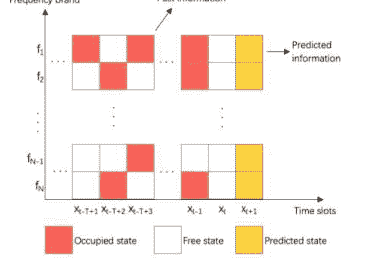 Frequency brand
Past information
f₁
f₂
Predicted
information
...
...
fN-1
fN
Xt-T+1 Xt-T+2 Xt-T+3 Xt-1 Xt Xt+1 Time slots
Occupied state
Free state
Predicted state